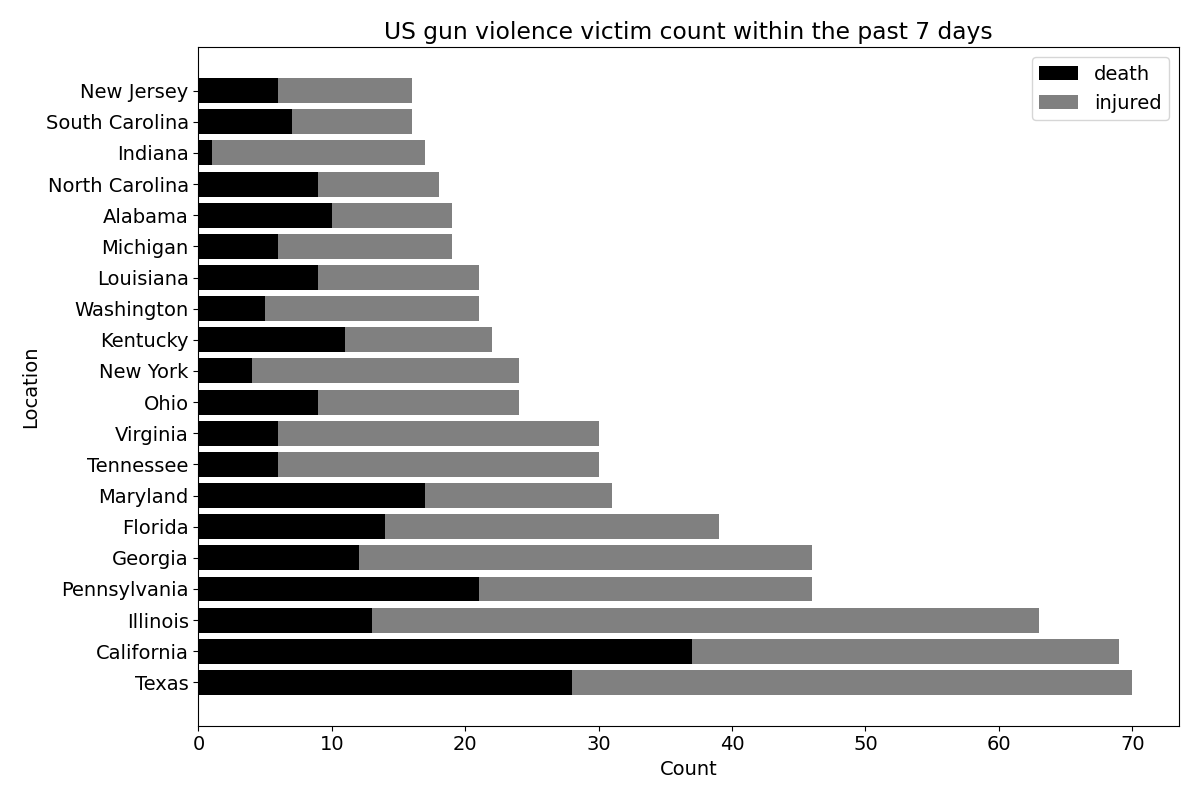 US gun violence victim count within the past 7 days
death
injured
New Jersey
South Carolina
Indiana
North Carolina
Alabama
Michigan
Louisiana
Washington
Kentucky
New York
Ohio
Virginia
Tennessee
Maryland
Florida
Georgia
Pennsylvania
Illinois
California
Texas
Location
0 10 20 30 40 50 60 70
Count